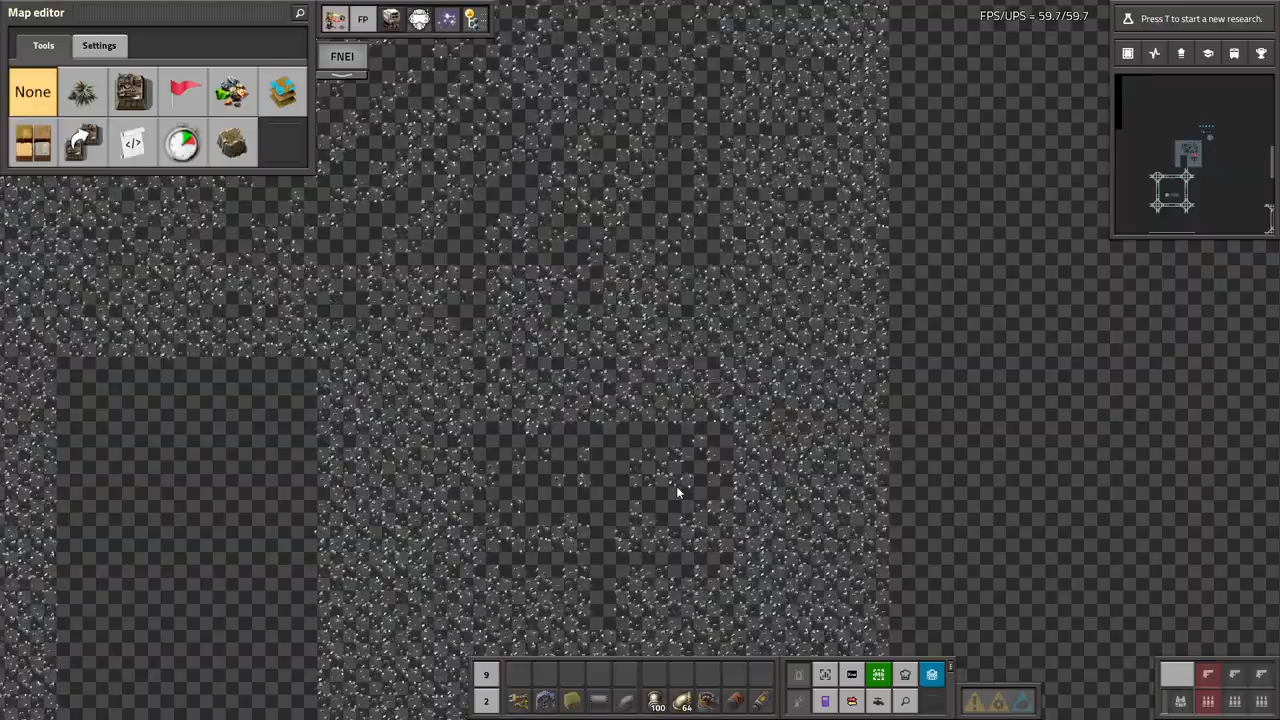 Map editor
Tools
Settings
None
</>
FP
FNEI
FPS/UPS = 59.7/59.7
Press T to start a new research.
9
2
100
64